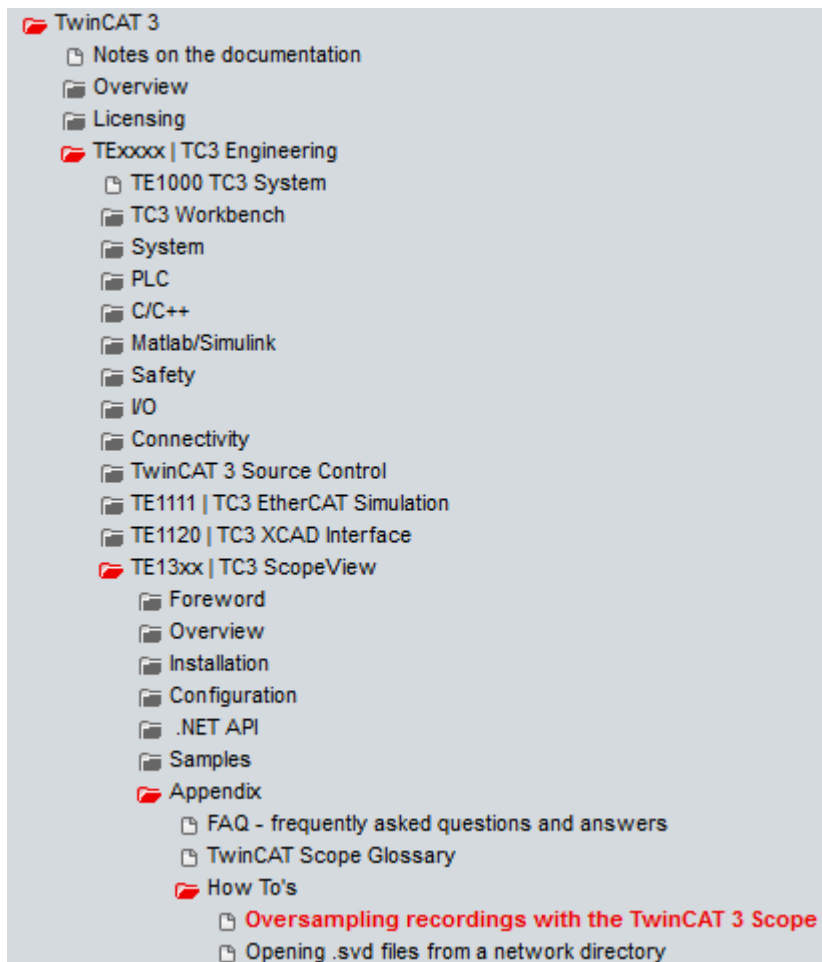 TwinCAT 3
Notes on the documentation
Overview
Licensing
TExxxx | TC3 Engineering
TE1000 TC3 System
TC3 Workbench
System
PLC
C/C++
Matlab/Simulink
Safety
I/O
Connectivity
TwinCAT 3 Source Control
TE1111 | TC3 EtherCAT Simulation
TE1120 | TC3 XCAD Interface
TE13xx | TC3 ScopeView
Foreword
Overview
Installation
Configuration
.NET API
Samples
Appendix
FAQ - frequently asked questions and answers
TwinCAT Scope Glossary
How To's
Oversampling recordings with the TwinCAT 3 Scope
Opening .svd files from a network directory